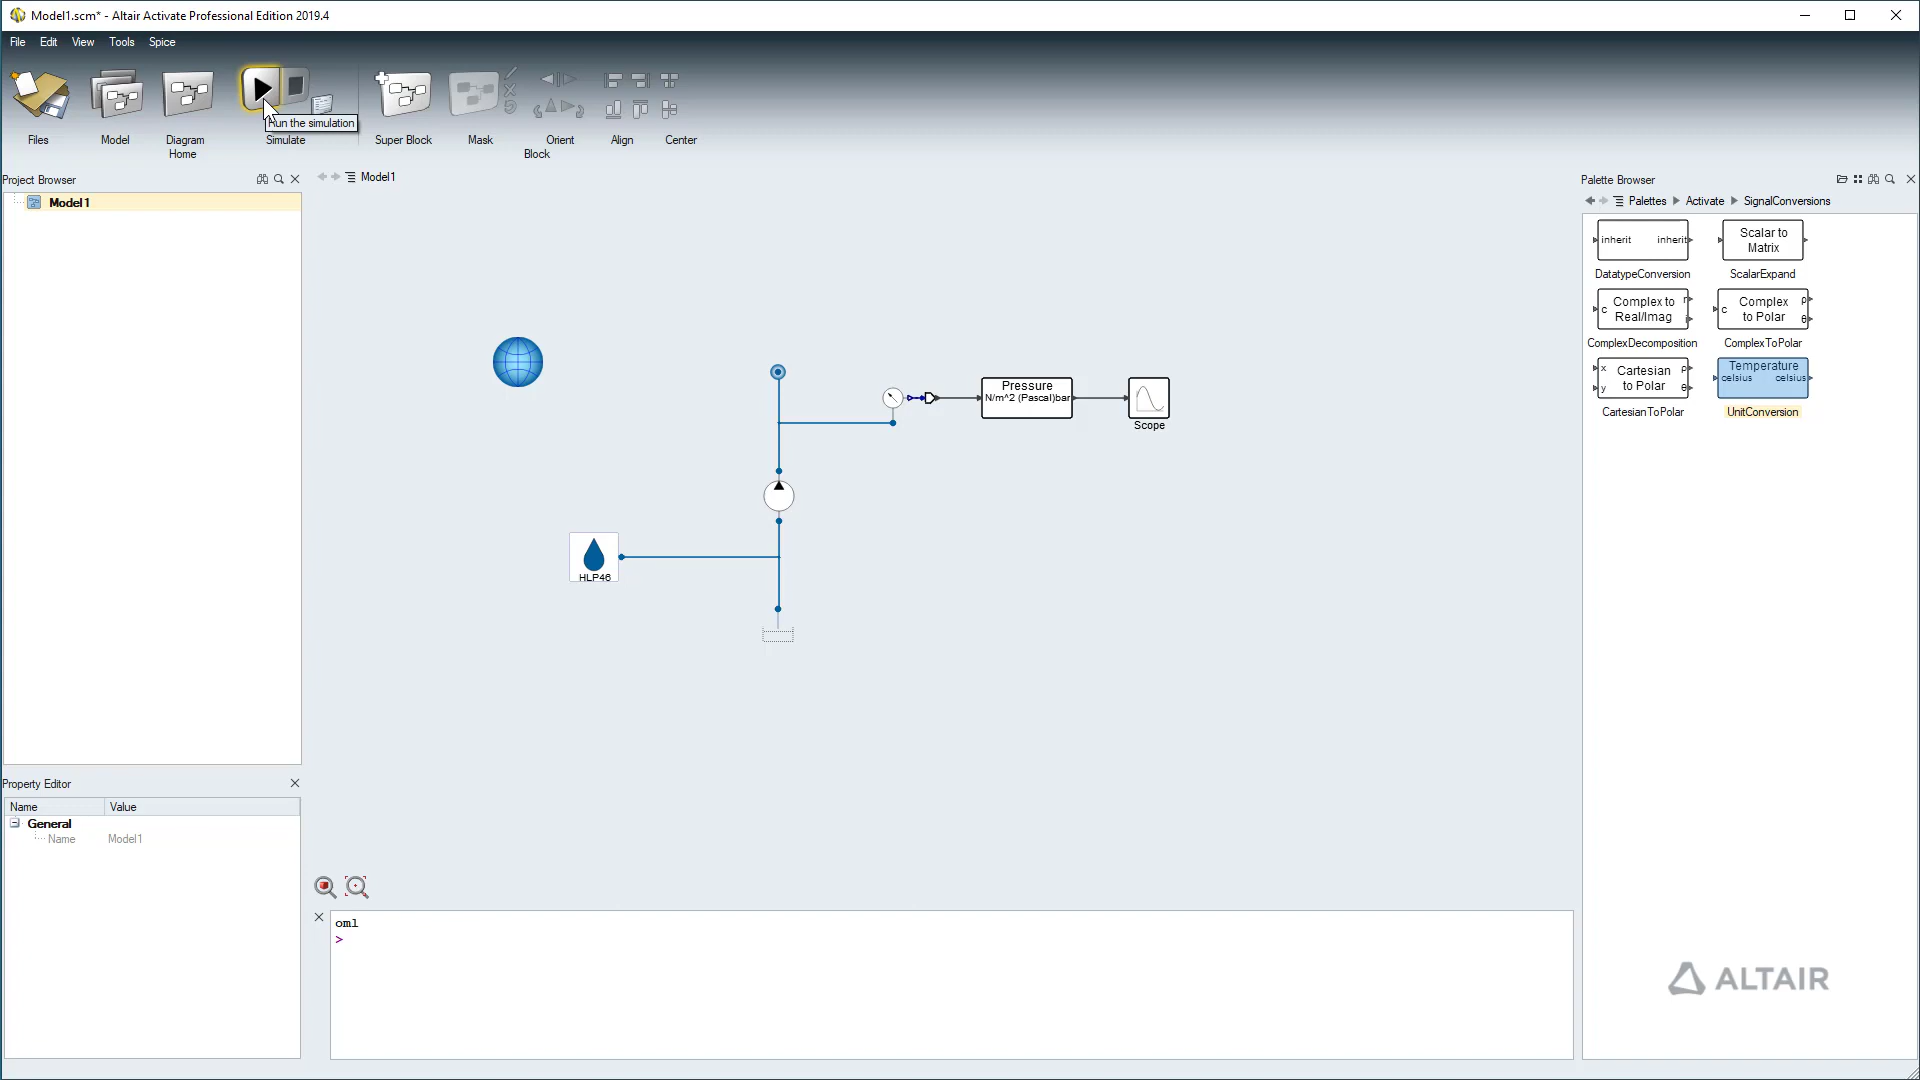 Model1.scm* - Altair Activate Professional Edition 2019.4
File Edit View Tools Spice
Run the simulation
Files Model Diagram Simulate Super Block Mask Orient Align Center
Home Block
Project Browser
Model1
Model1
Palette Browser
Palettes Activate SignalConversions
inherit inherit
Scalar to
Matrix
DatatypeConversion ScalarExpand
Complex to
Real/Imag
c r i
Complex
to Polar
c ρ θ
ComplexDecomposition ComplexToPolar
Cartesian
to Polar
x y ρ θ
Temperature
celsius celsius
CartesianToPolar UnitConversion
Pressure
N/m^2 (Pascal)bar
Scope
HLP46
Property Editor
Name Value
General
Name Model1
oml
>
ALTAIR